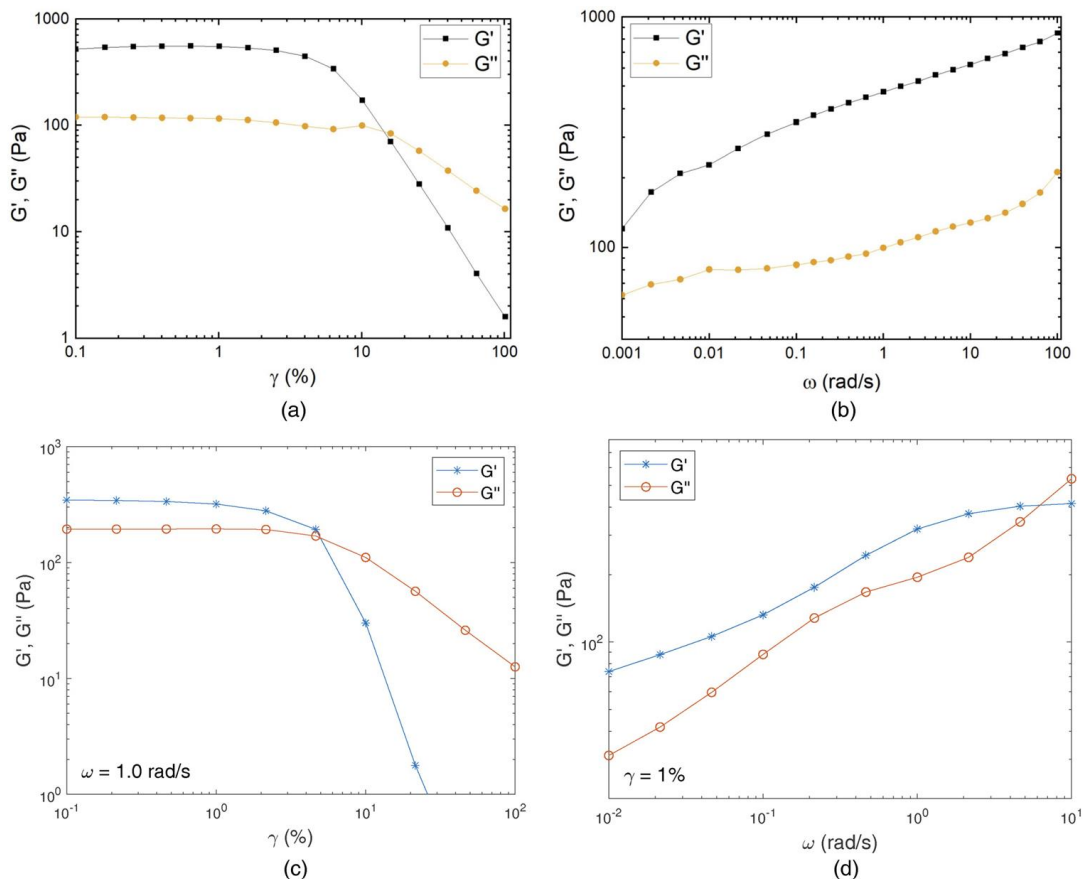 (a)
1000
100
10
1
G', G'' (Pa)
G'
G''
0.1
1
10
100
γ (%)
(b)
1000
100
G', G'' (Pa)
G'
G''
0.001
0.01
0.1
1
10
100
ω (rad/s)
(a)
(b)
10³
10²
10¹
10⁰
G', G'' (Pa)
G'
G''
ω = 1.0 rad/s
10⁻¹
10⁰
10¹
10²
γ (%)
(c)
10²
G', G'' (Pa)
G'
G''
γ = 1%
10⁻²
10⁻¹
10⁰
10¹
ω (rad/s)
(d)